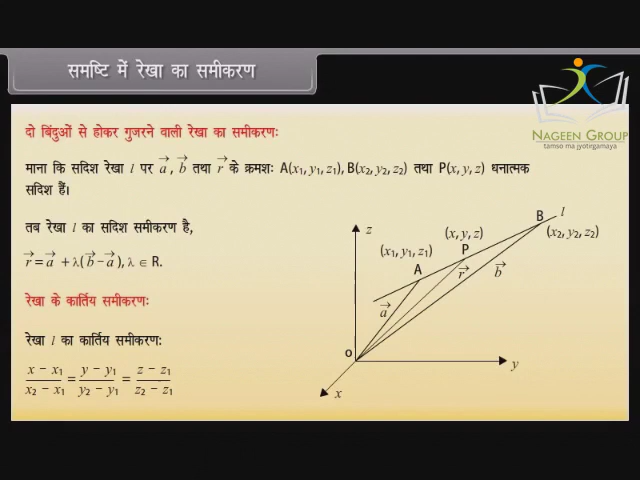 समष्टि में रेखा का समीकरण
NAGEEN GROUP
tamso ma jyotirgamaya
दो बिंदुओं से होकर गुजरने वाली रेखा का समीकरण:
माना कि सदिश रेखा l पर a⃗, b⃗ तथा r⃗ के क्रमशः A(x₁, y₁, z₁), B(x₂, y₂, z₂) तथा P(x, y, z) धनात्मक
सदिश हैं।
तब रेखा l का सदिश समीकरण है,
r⃗ = a⃗ + λ(b⃗ − a⃗), λ ∈ R.
रेखा के कार्तिय समीकरण:
रेखा l का कार्तिय समीकरण:
(x − x₁)/(x₂ − x₁) = (y − y₁)/(y₂ − y₁) = (z − z₁)/(z₂ − z₁)
B l
z (x, y, z) (x₂, y₂, z₂)
(x₁, y₁, z₁) P
A r⃗ b⃗
a⃗
O
y
x